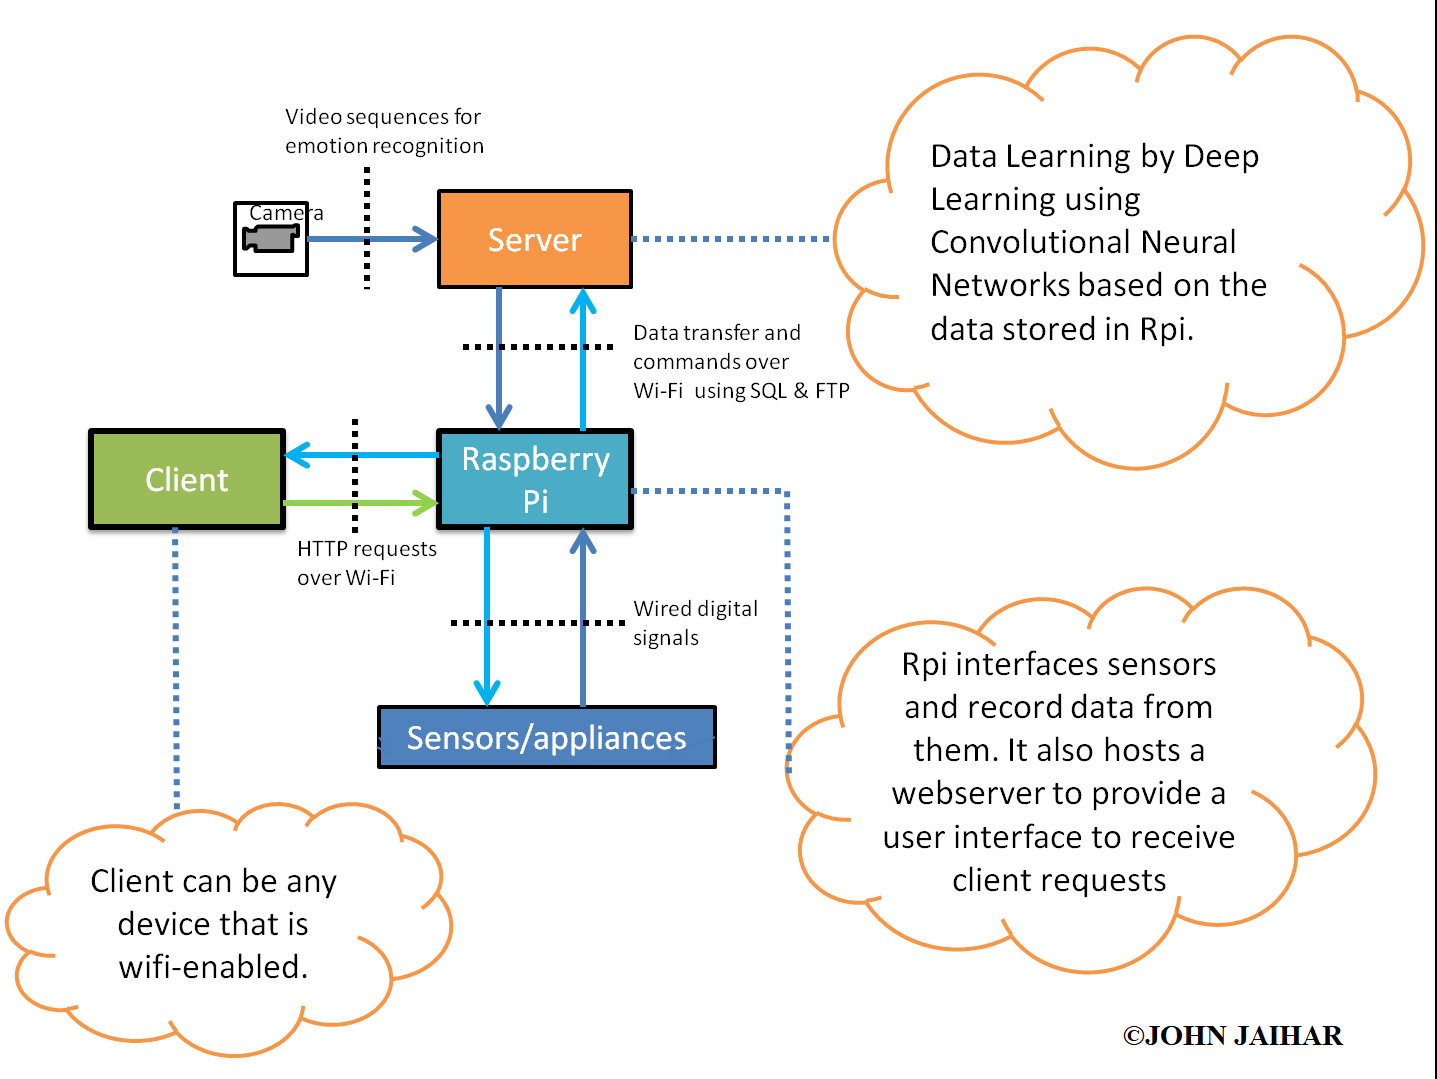 Video sequences for
emotion recognition
Camera
Server
Data Learning by Deep
Learning using
Convolutional Neural
Networks based on the
data stored in Rpi.
Data transfer and
commands over
Wi-Fi using SQL & FTP
Client
Raspberry
Pi
HTTP requests
over Wi-Fi
Wired digital
signals
Sensors/appliances
Rpi interfaces sensors
and record data from
them. It also hosts a
webserver to provide a
user interface to receive
client requests
Client can be any
device that is
wifi-enabled.
©JOHN JAIHAR